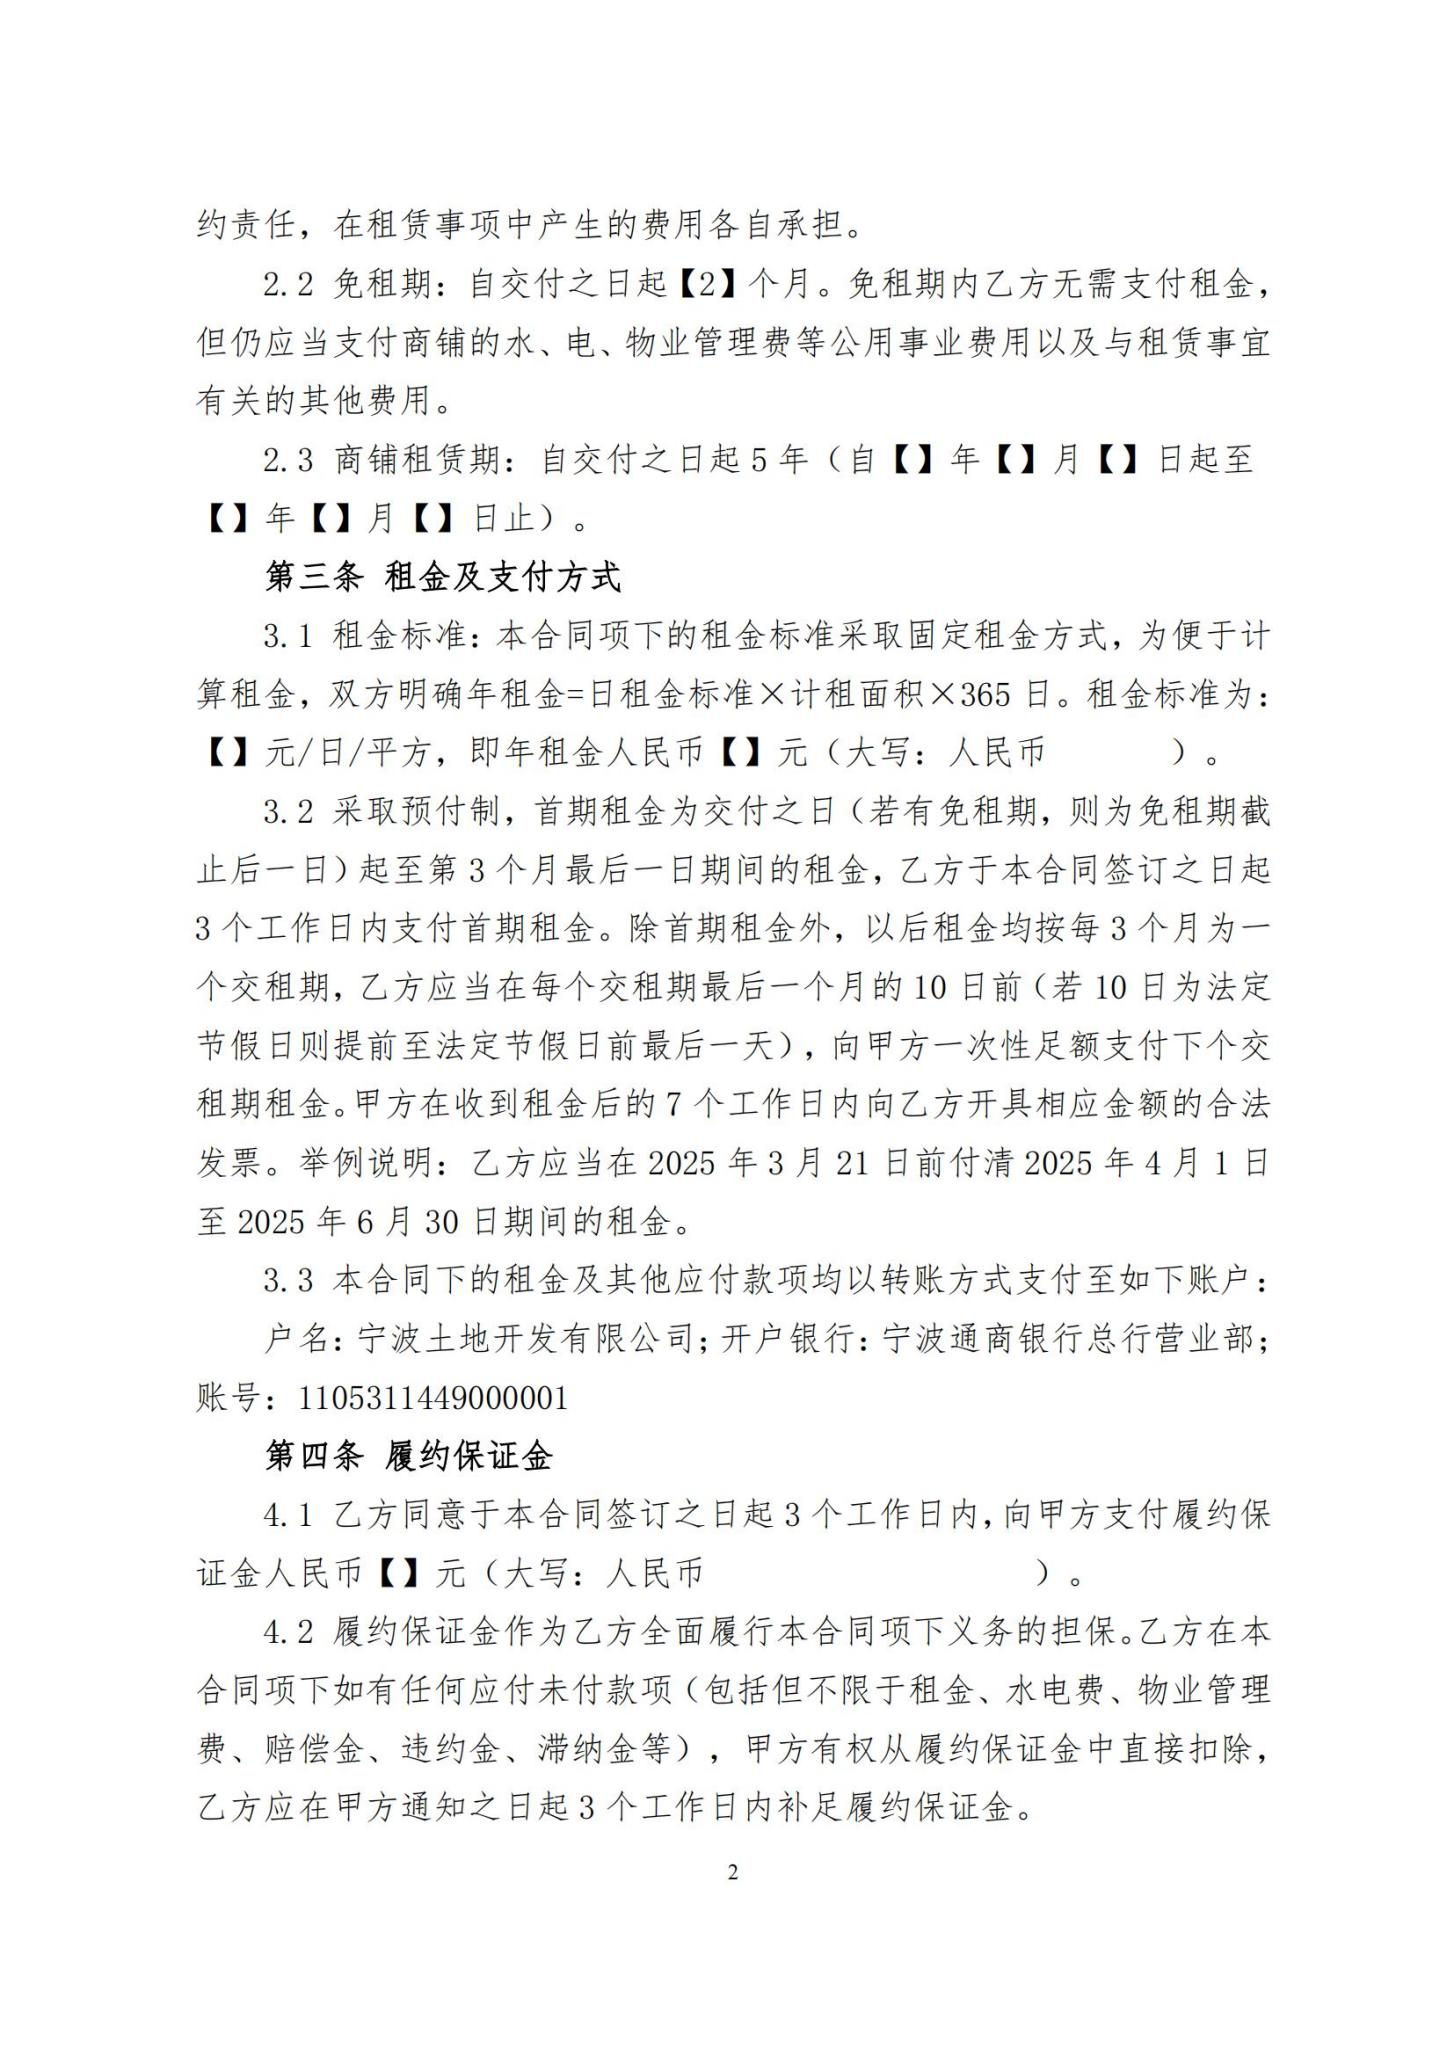 约责任，在租赁事项中产生的费用各自承担。
2.2 免租期：自交付之日起【2】个月。免租期内乙方无需支付租金，
但仍应当支付商铺的水、电、物业管理费等公用事业费用以及与租赁事宜
有关的其他费用。
2.3 商铺租赁期：自交付之日起 5 年（自【】年【】月【】日起至
【】年【】月【】日止）。
第三条 租金及支付方式
3.1 租金标准：本合同项下的租金标准采取固定租金方式，为便于计
算租金，双方明确年租金=日租金标准×计租面积×365 日。租金标准为：
【】元/日/平方，即年租金人民币【】元（大写：人民币 ）。
3.2 采取预付制，首期租金为交付之日（若有免租期，则为免租期截
止后一日）起至第 3 个月最后一日期间的租金，乙方于本合同签订之日起
3 个工作日内支付首期租金。除首期租金外，以后租金均按每 3 个月为一
个交租期，乙方应当在每个交租期最后一个月的 10 日前（若 10 日为法定
节假日则提前至法定节假日前最后一天），向甲方一次性足额支付下个交
租期租金。甲方在收到租金后的 7 个工作日内向乙方开具相应金额的合法
发票。举例说明：乙方应当在 2025 年 3 月 21 日前付清 2025 年 4 月 1 日
至 2025 年 6 月 30 日期间的租金。
3.3 本合同下的租金及其他应付款项均以转账方式支付至如下账户：
户名：宁波土地开发有限公司；开户银行：宁波通商银行总行营业部；
账号：1105311449000001
第四条 履约保证金
4.1 乙方同意于本合同签订之日起 3 个工作日内，向甲方支付履约保
证金人民币【】元（大写：人民币 ）。
4.2 履约保证金作为乙方全面履行本合同项下义务的担保。乙方在本
合同项下如有任何应付未付款项（包括但不限于租金、水电费、物业管理
费、赔偿金、违约金、滞纳金等），甲方有权从履约保证金中直接扣除，
乙方应在甲方通知之日起 3 个工作日内补足履约保证金。
2